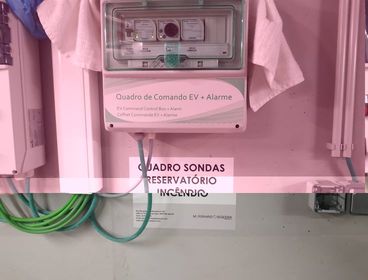 Quadro de Comando EV + Alarme
EV Command Control Box + Alarm
Coffret Commande EV + Alarme
QUADRO SONDAS
RESERVATÓRIO
INCÊNDIO